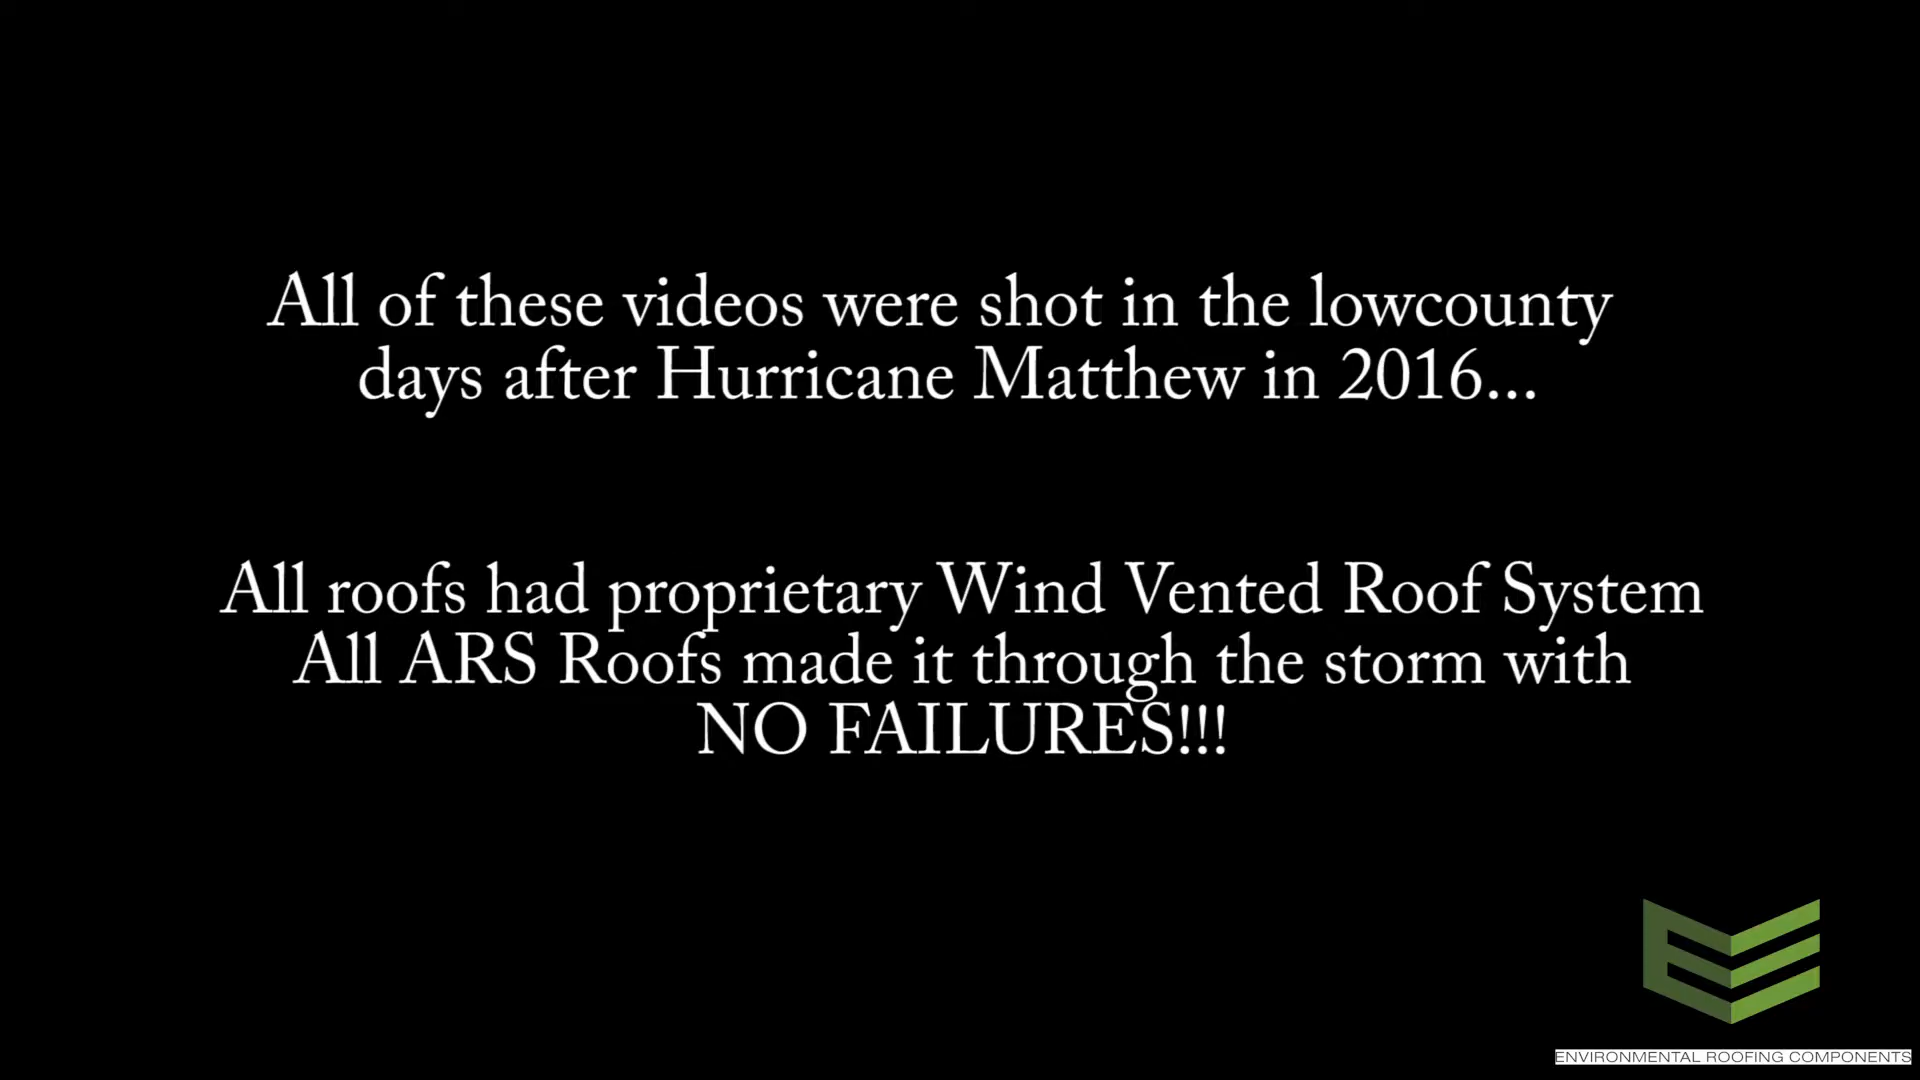 All of these videos were shot in the lowcounty
days after Hurricane Matthew in 2016...
All roofs had proprietary Wind Vented Roof System
All ARS Roofs made it through the storm with
NO FAILURES!!!
ENVIRONMENTAL ROOFING COMPONENTS